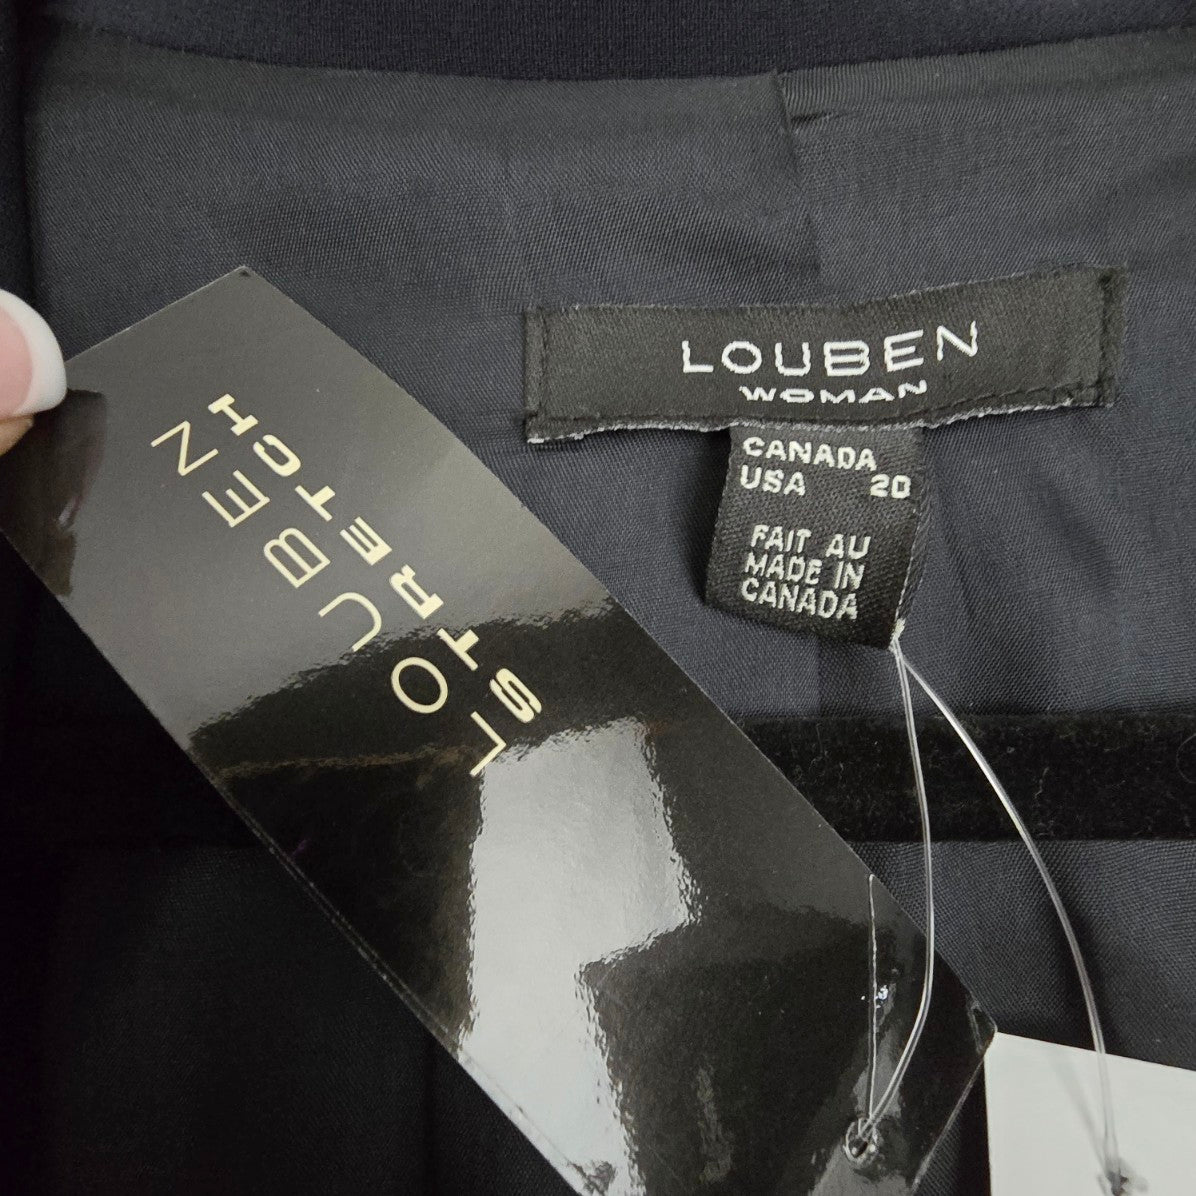 LOUBEN
STRETCH
LOUBEN
WOMAN
CANADA
USA 20
FAIT AU
MADE IN
CANADA